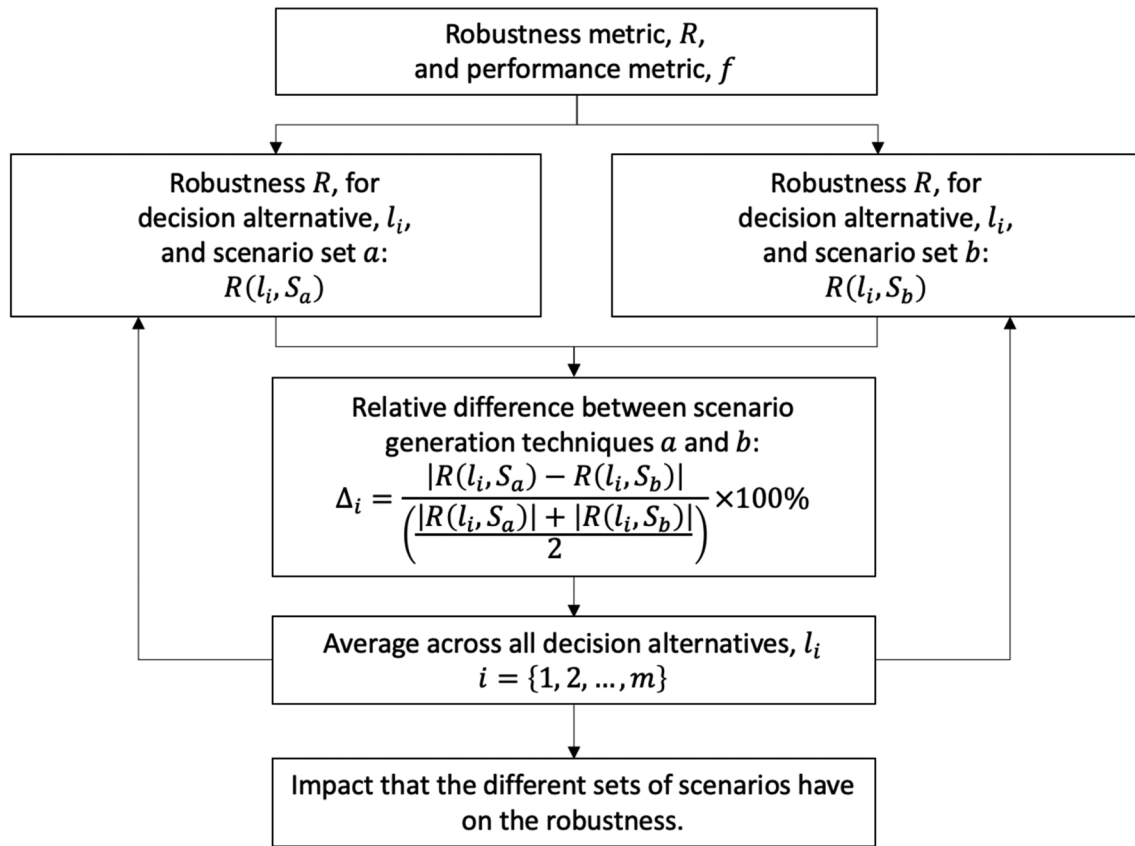 Robustness metric, R,
and performance metric, f
Robustness R, for
decision alternative, lᵢ,
and scenario set a:
R(lᵢ, Sₐ)
Robustness R, for
decision alternative, lᵢ,
and scenario set b:
R(lᵢ, S_b)
Relative difference between scenario
generation techniques a and b:
Δᵢ = |R(lᵢ, Sₐ) − R(lᵢ, S_b)| / ((|R(lᵢ, Sₐ)| + |R(lᵢ, S_b)|) / 2) ×100%
Average across all decision alternatives, lᵢ
i = {1, 2, …, m}
Impact that the different sets of scenarios have
on the robustness.